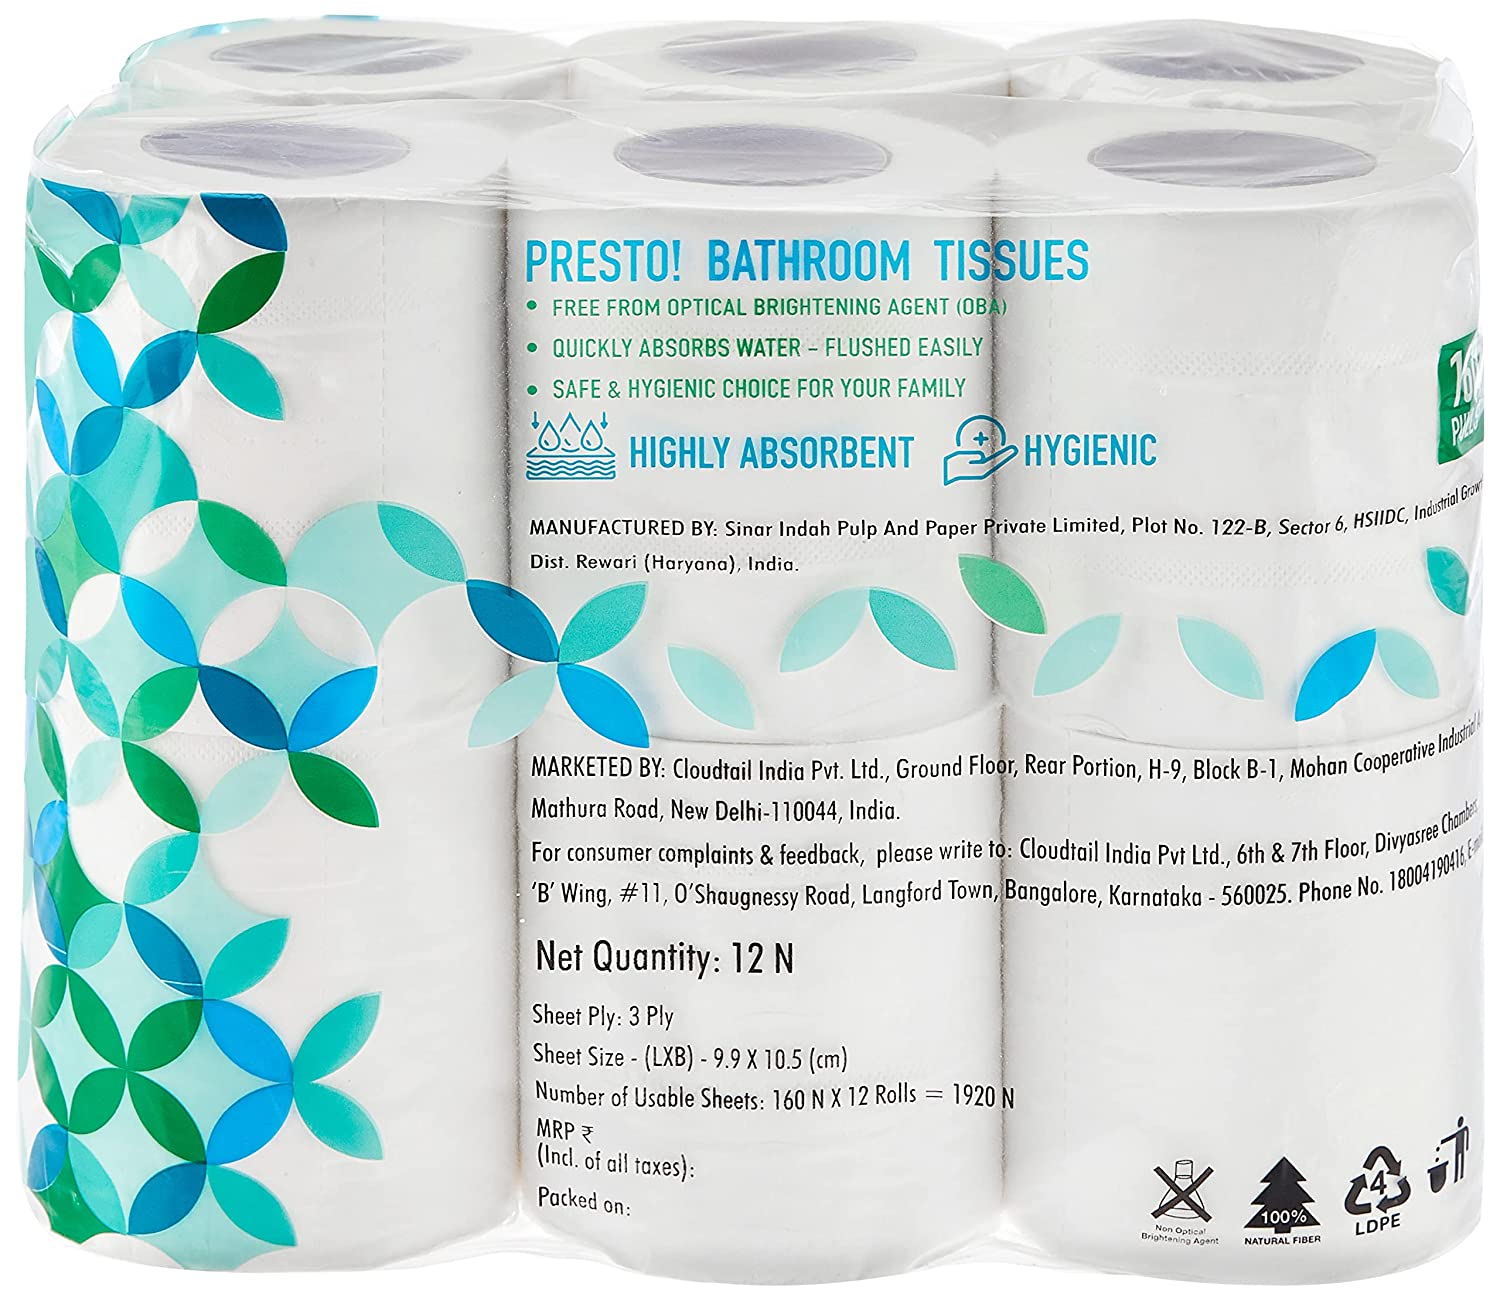 PRESTO! BATHROOM TISSUES
• FREE FROM OPTICAL BRIGHTENING AGENT (OBA)
• QUICKLY ABSORBS WATER – FLUSHED EASILY
• SAFE & HYGIENIC CHOICE FOR YOUR FAMILY
HIGHLY ABSORBENT HYGIENIC
MANUFACTURED BY: Sinar Indah Pulp And Paper Private Limited, Plot No. 122-B, Sector 6, HSIIDC, Industrial
Dist. Rewari (Haryana), India.
MARKETED BY: Cloudtail India Pvt. Ltd., Ground Floor, Rear Portion, H-9, Block B-1, Mohan Cooperative Industrial
Mathura Road, New Delhi-110044, India.
For consumer complaints & feedback, please write to: Cloudtail India Pvt Ltd., 6th & 7th Floor, Divyasree Chambers,
'B' Wing, #11, O'Shaugnessy Road, Langford Town, Bangalore, Karnataka - 560025. Phone No. 18004190416,
Net Quantity: 12 N
Sheet Ply: 3 Ply
Sheet Size - (LXB) - 9.9 X 10.5 (cm)
Number of Usable Sheets: 160 N X 12 Rolls = 1920 N
MRP ₹
(Incl. of all taxes):
Packed on:
Non Optical
Brightening Agent
100%
NATURAL FIBER
4
LDPE